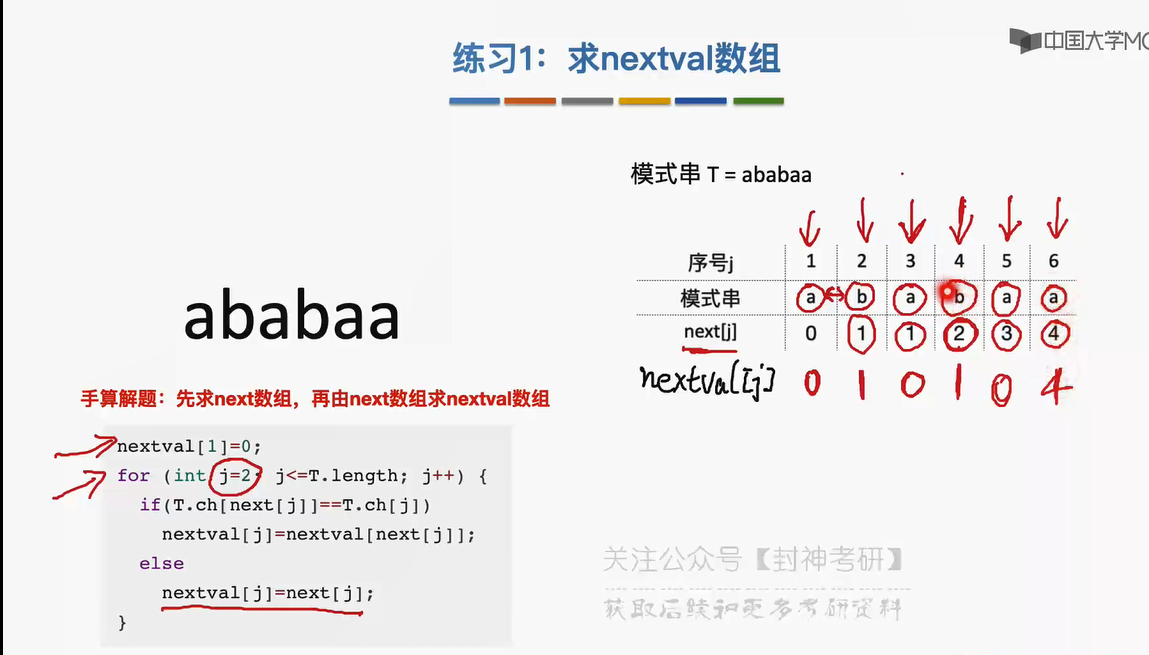 中国大学MO
练习1：求nextval数组
模式串 T = ababaa
序号j 1 2 3 4 5 6
模式串 a b a b a a
next[j] 0 1 1 2 3 4
nextval[j] 0 1 0 1 0 4
ababaa
手算解题：先求next数组，再由next数组求nextval数组
nextval[1]=0;
for (int j=2; j<=T.length; j++) {
if(T.ch[next[j]]==T.ch[j])
nextval[j]=nextval[next[j]];
else
nextval[j]=next[j];
}
关注公众号【封神考研】
获取后续和更多考研资料